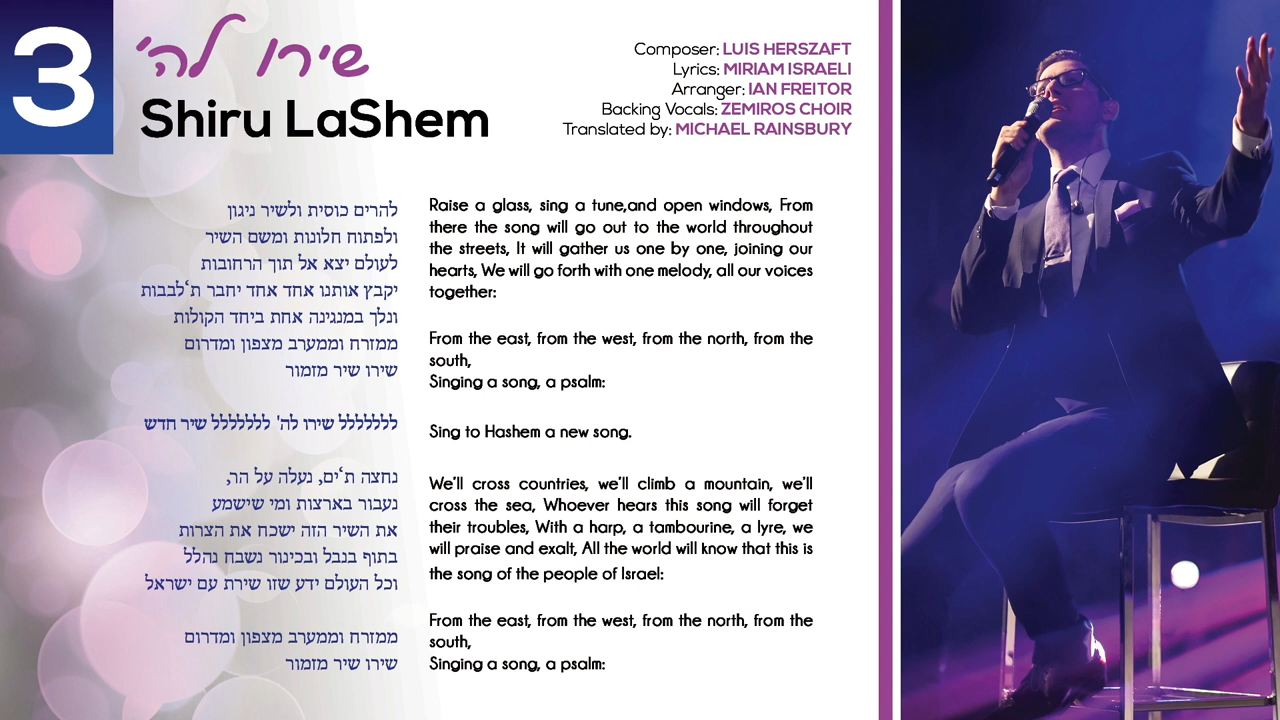 3
שירו לה'
Shiru LaShem
Composer: LUIS HERSZAFT
Lyrics: MIRIAM ISRAELI
Arranger: IAN FREITOR
Backing Vocals: ZEMIROS CHOIR
Translated by: MICHAEL RAINSBURY
להרים כוסית ולשיר ניגון
ולפתוח חלונות ומשם השיר
לעולם יצא אל תוך הרחובות
יקבץ אותנו אחד אחד יחבר ת'לבבות
ונלך במנגינה אחת ביחד הקולות
ממזרח וממערב מצפון ומדרום
שירו שיר מזמור
לללללללל שירו לה' לללללללל שיר חדש
נחצה ת'ים, נעלה על הר,
נעבור בארצות ומי שישמע
את השיר הזה ישכח את הצרות
בתוף בנבל ובכינור נשבח נהלל
וכל העולם ידע שזו שירת עם ישראל
ממזרח וממערב מצפון ומדרום
שירו שיר מזמור
Raise a glass, sing a tune,and open windows, From
there the song will go out to the world throughout
the streets, It will gather us one by one, joining our
hearts, We will go forth with one melody, all our voices
together:
From the east, from the west, from the north, from the
south,
Singing a song, a psalm:
Sing to Hashem a new song.
We'll cross countries, we'll climb a mountain, we'll
cross the sea, Whoever hears this song will forget
their troubles, With a harp, a tambourine, a lyre, we
will praise and exalt, All the world will know that this is
the song of the people of Israel:
From the east, from the west, from the north, from the
south,
Singing a song, a psalm: